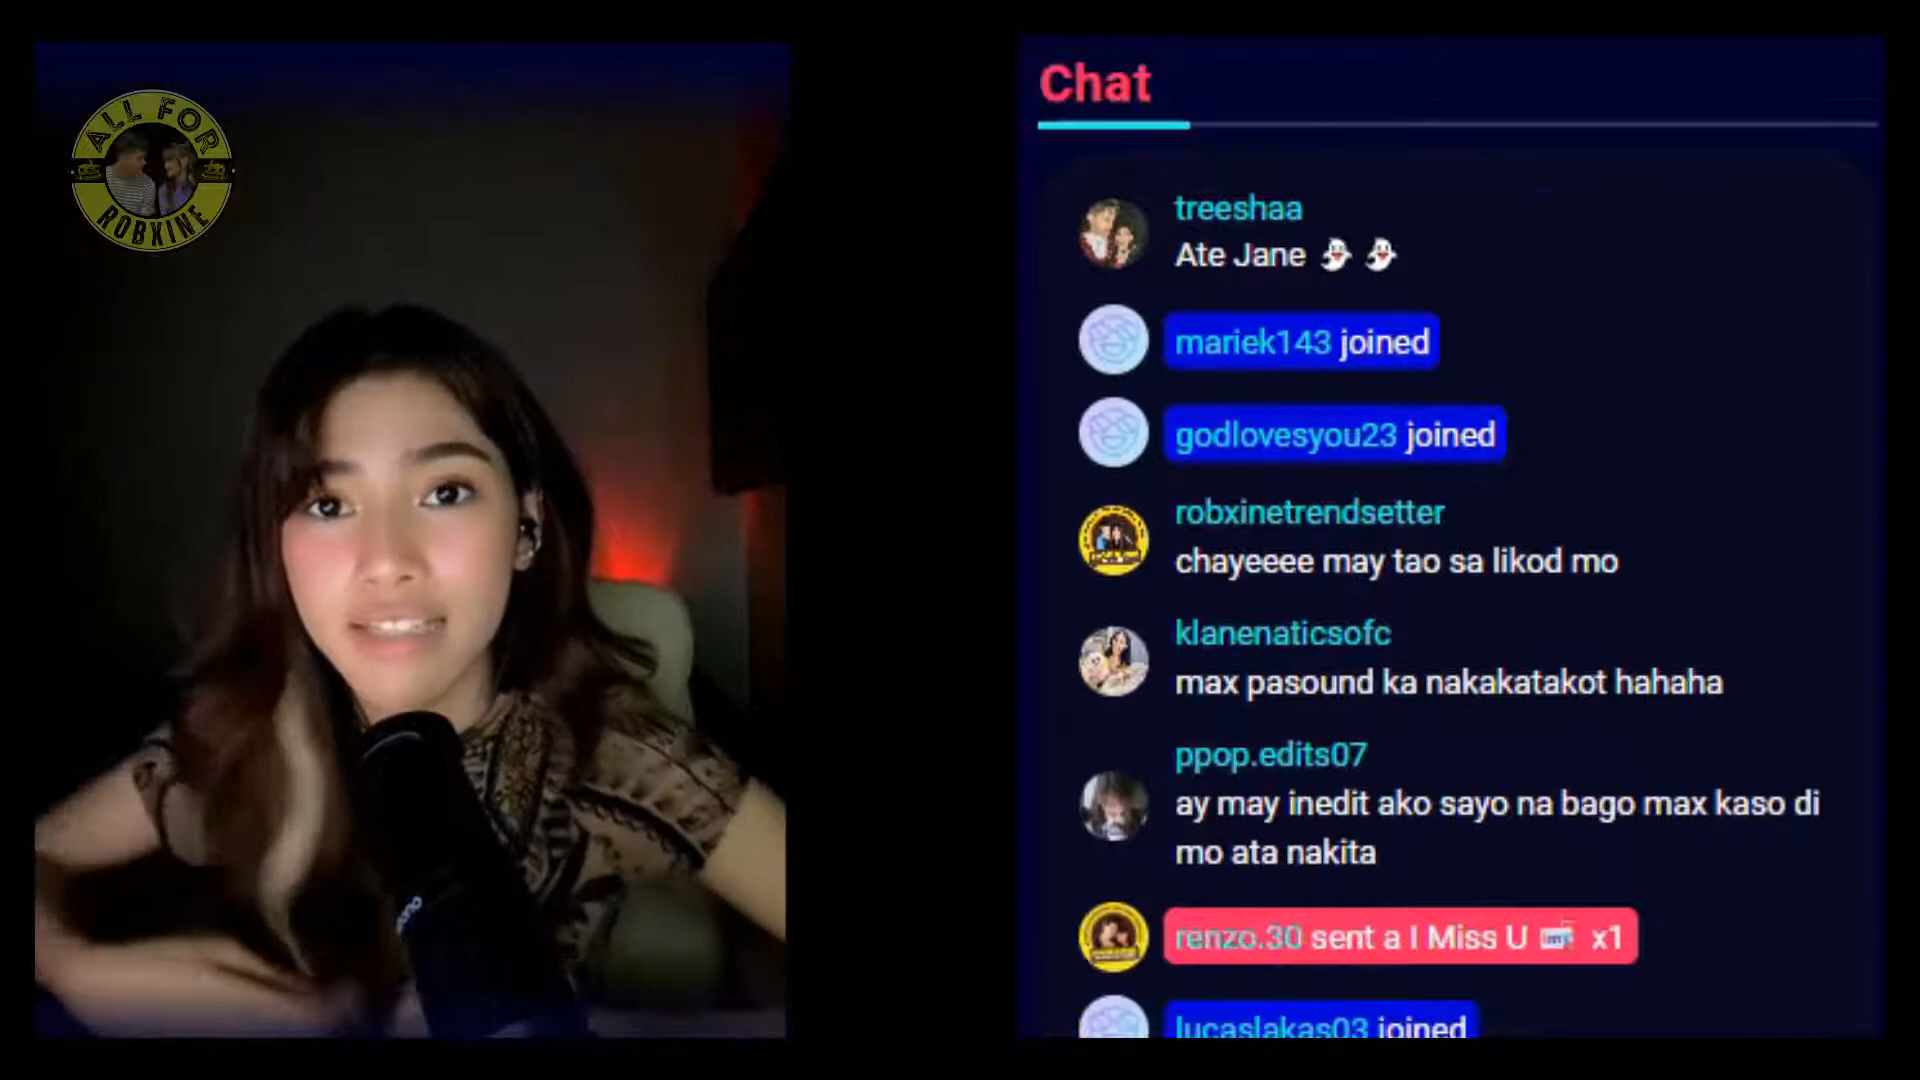 ALL FOR
ROBXINE
Chat
treeshaa
Ate Jane 👻 👻
mariek143 joined
godlovesyou23 joined
robxinetrendsetter
chayeeee may tao sa likod mo
klanenaticsofc
max pasound ka nakakatakot hahaha
ppop.edits07
ay may inedit ako sayo na bago max kaso di
mo ata nakita
renzo.30 sent a I Miss U x1
lucaslakas03 joined